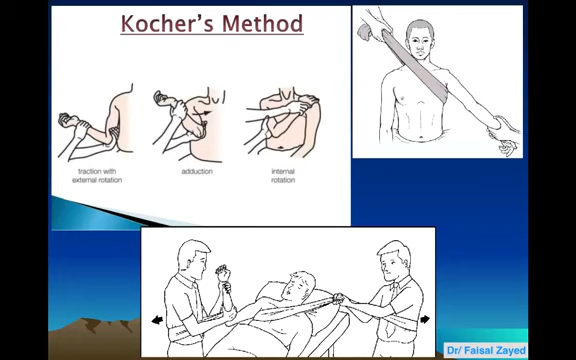 Kocher's Method
traction with
external rotation
adduction
internal
rotation
Dr/ Faisal Zayed